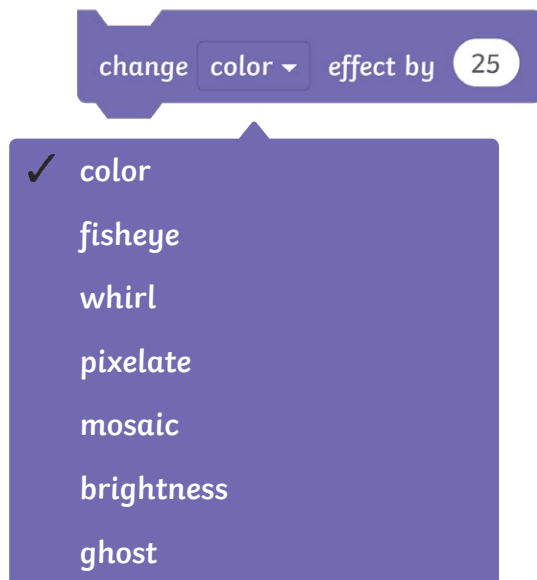 change color effect by 25
color
fisheye
whirl
pixelate
mosaic
brightness
ghost